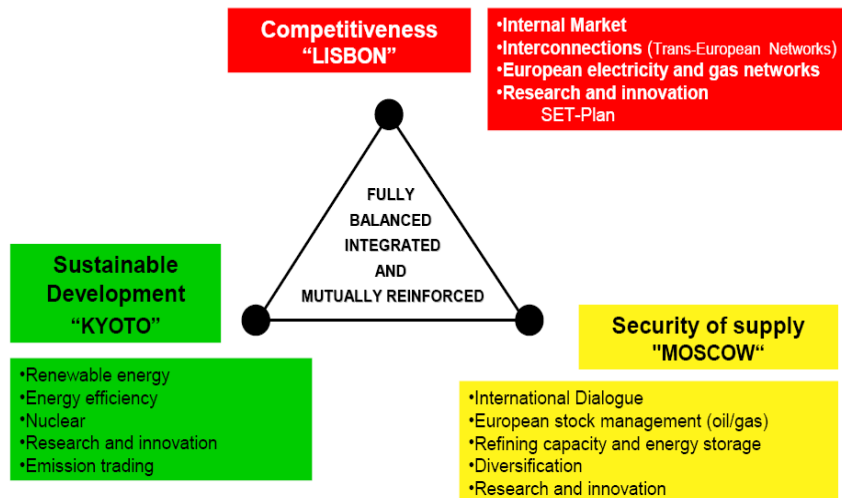 Competitiveness
“LISBON”
•Internal Market
•Interconnections (Trans-European Networks)
•European electricity and gas networks
•Research and innovation
SET-Plan
FULLY
BALANCED
INTEGRATED
AND
MUTUALLY REINFORCED
Sustainable
Development
“KYOTO”
•Renewable energy
•Energy efficiency
•Nuclear
•Research and innovation
•Emission trading
Security of supply
"MOSCOW“
•International Dialogue
•European stock management (oil/gas)
•Refining capacity and energy storage
•Diversification
•Research and innovation